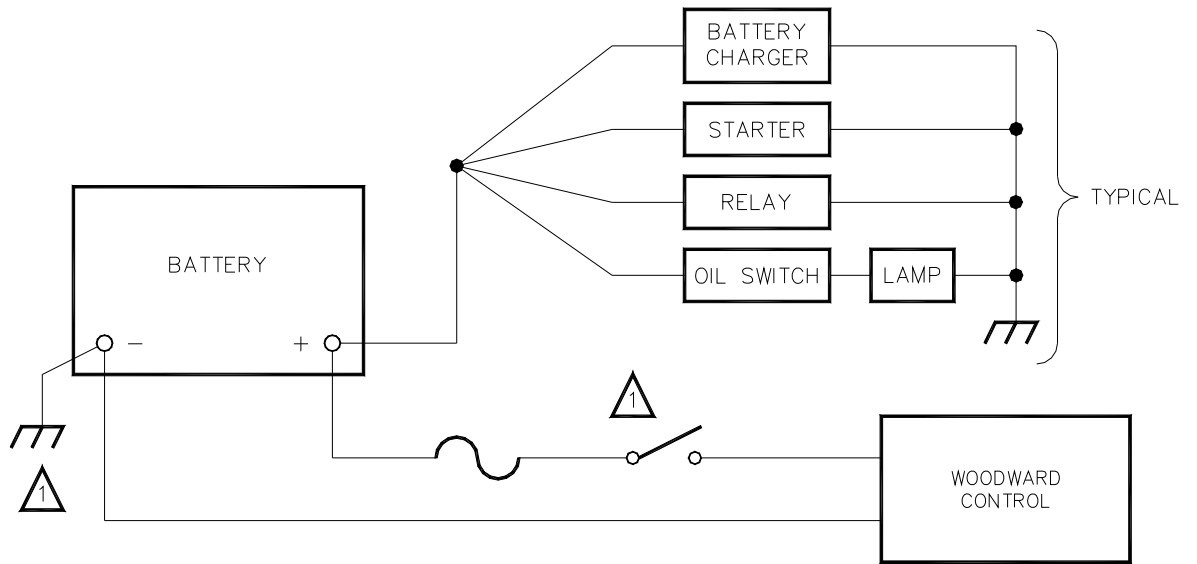 BATTERY
CHARGER
STARTER
RELAY
OIL SWITCH
LAMP
TYPICAL
BATTERY
− +
1
1
WOODWARD
CONTROL